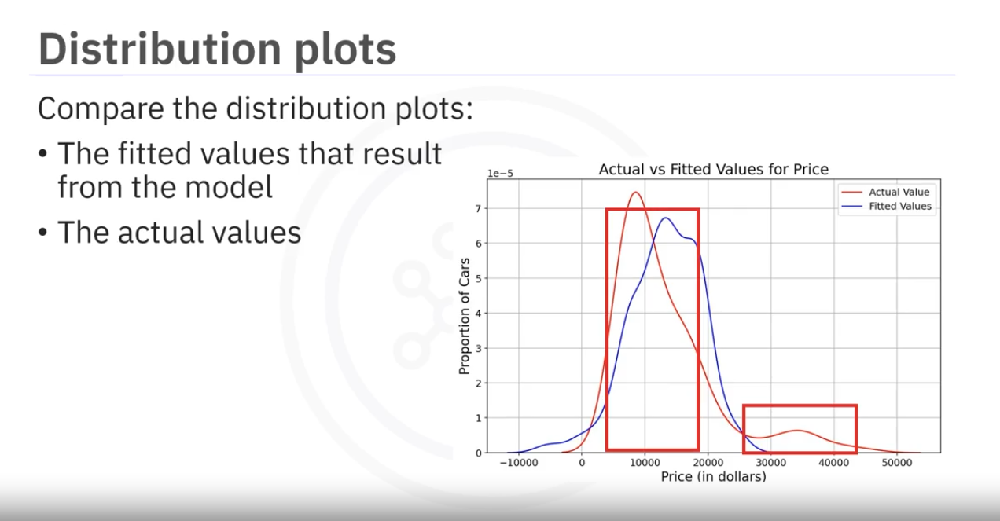 Distribution plots
Compare the distribution plots:
• The fitted values that result
from the model
• The actual values
Actual vs Fitted Values for Price
1e−5
Actual Value
Fitted Values
7
6
5
4
3
2
1
0
Proportion of Cars
−10000 0 10000 20000 30000 40000 50000
Price (in dollars)